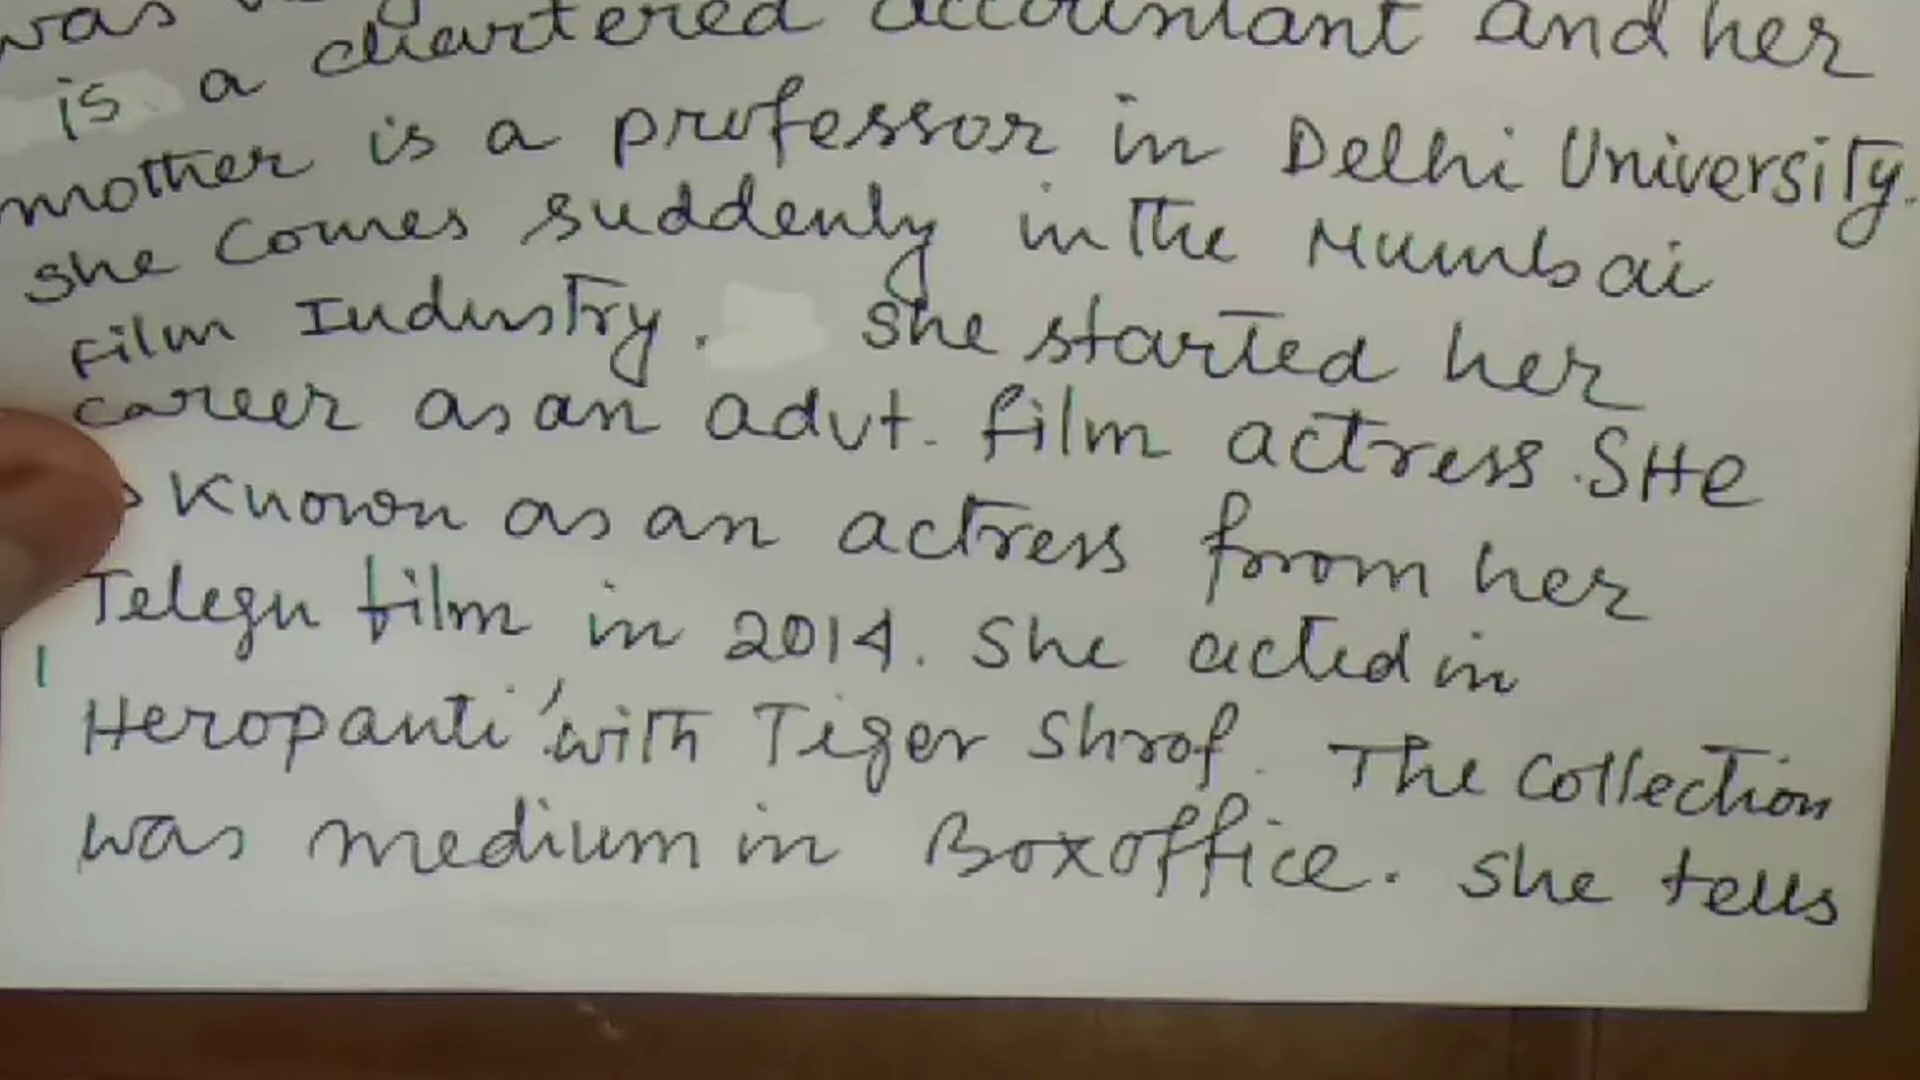 was
is a chartered accountant and her
mother is a professor in Delhi University.
she comes suddenly in the Mumbai
Film Industry. She started her
career as an advt. film actress. SHe
Known as an actress from her
Telegu film in 2014. She acted in
Heropanti' with Tiger Shrof. The collection
was medium in Boxoffice. She tells